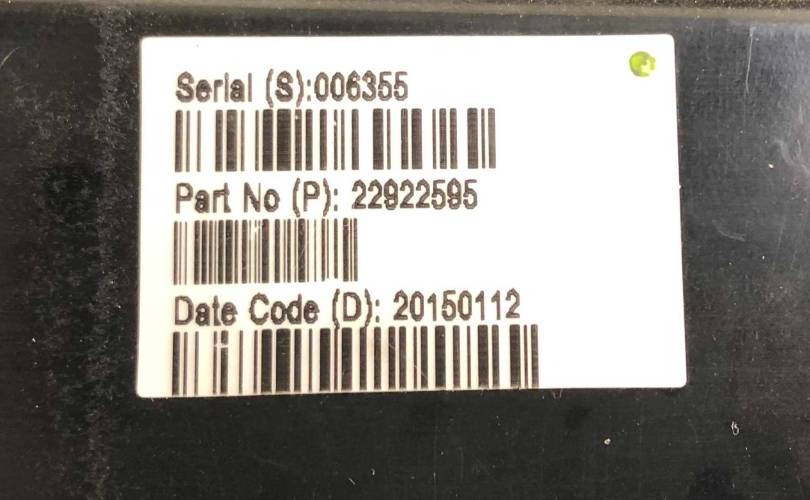 Serial (S):006355
Part No (P): 22922595
Date Code (D): 20150112